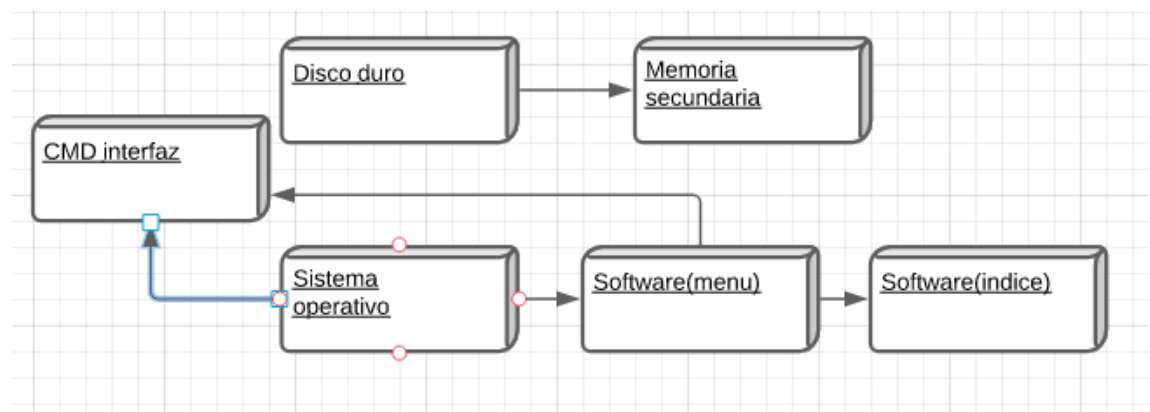 Disco duro
Memoria
secundaria
CMD interfaz
Sistema
operativo
Software(menu)
Software(indice)